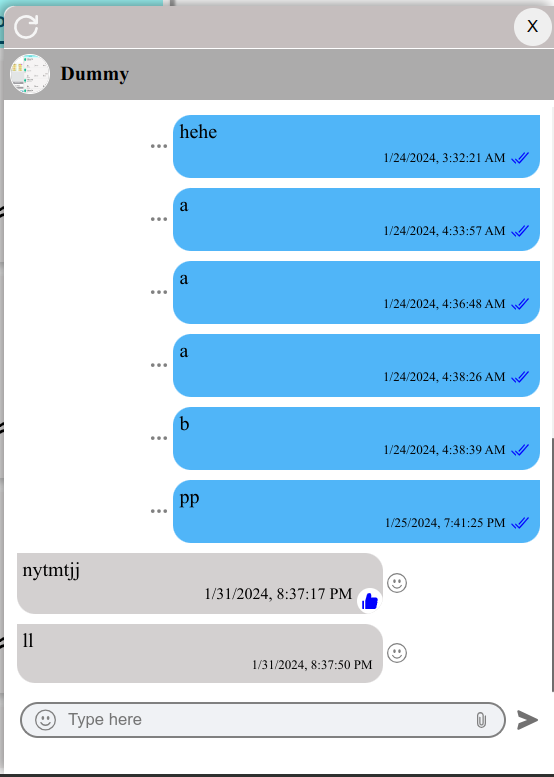 X
Dummy
hehe
1/24/2024, 3:32:21 AM
a
1/24/2024, 4:33:57 AM
a
1/24/2024, 4:36:48 AM
a
1/24/2024, 4:38:26 AM
b
1/24/2024, 4:38:39 AM
pp
1/25/2024, 7:41:25 PM
nytmtjj
1/31/2024, 8:37:17 PM
ll
1/31/2024, 8:37:50 PM
Type here